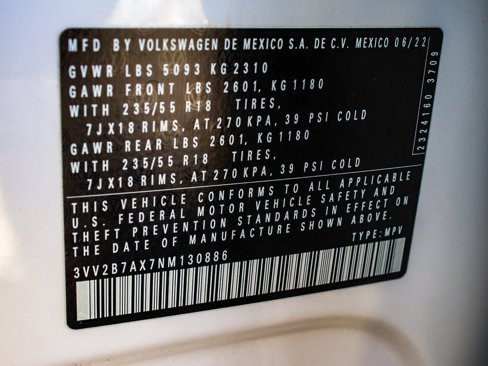 MFD BY VOLKSWAGEN DE MEXICO S.A. DE C.V. MEXICO 06/22
GVWR LBS 5093 KG 2310
GAWR FRONT LBS 2601, KG 1180
WITH 235/55 R18 TIRES,
7JX18 RIMS, AT 270 KPA, 39 PSI COLD
GAWR REAR LBS 2601, KG 1180
WITH 235/55 R18 TIRES,
7JX18 RIMS, AT 270 KPA, 39 PSI COLD
2324160 3709
THIS VEHICLE CONFORMS TO ALL APPLICABLE
U.S. FEDERAL MOTOR VEHICLE SAFETY AND
THEFT PREVENTION STANDARDS IN EFFECT ON
THE DATE OF MANUFACTURE SHOWN ABOVE.
TYPE: MPV
3VV2B7AX7NM130886